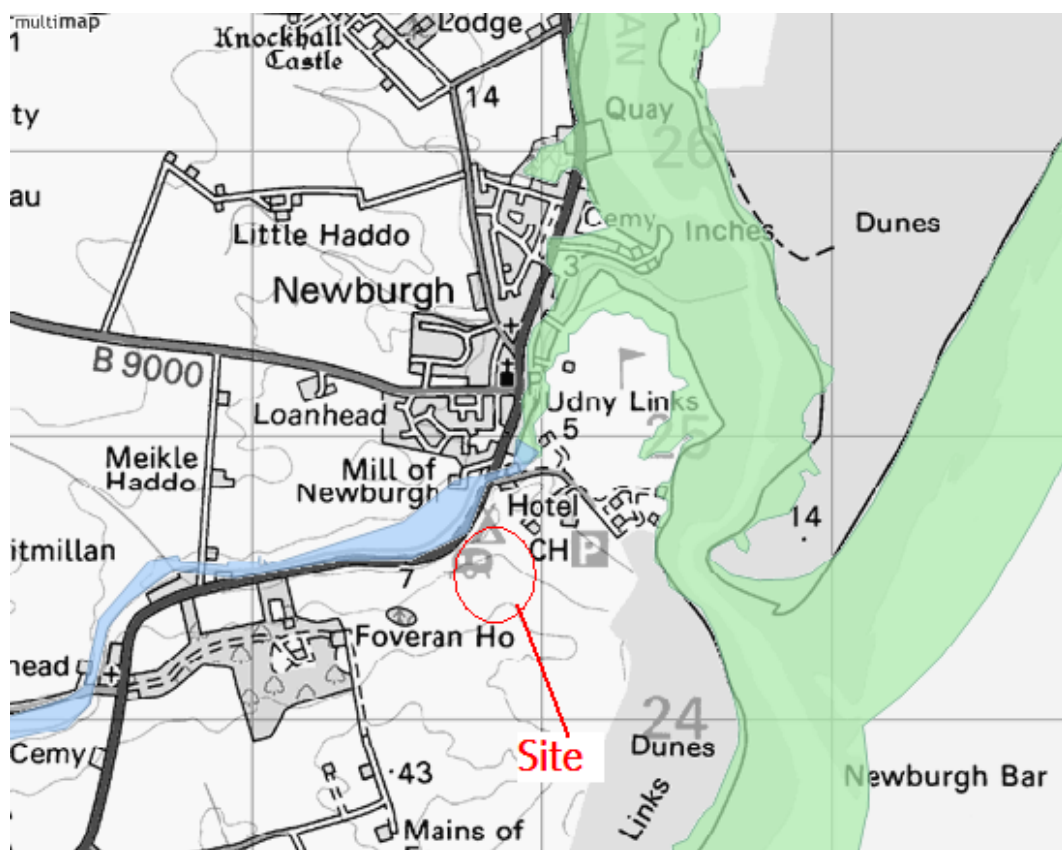 multimap
Lodge
1
Knockhall
Castle
AN
14
Quay
ty
26
au
Cemy
Inches
Dunes
Little Haddo
3
Newburgh
B 9000
P
Loanhead
Udny Links
5
25
Meikle
Haddo
Mill of
Newburgh
Hotel
14
itmillan
CH
P
7
Foveran Ho
head
24
Site
Dunes
Cemy
43
Newburgh Bar
Links
Mains of